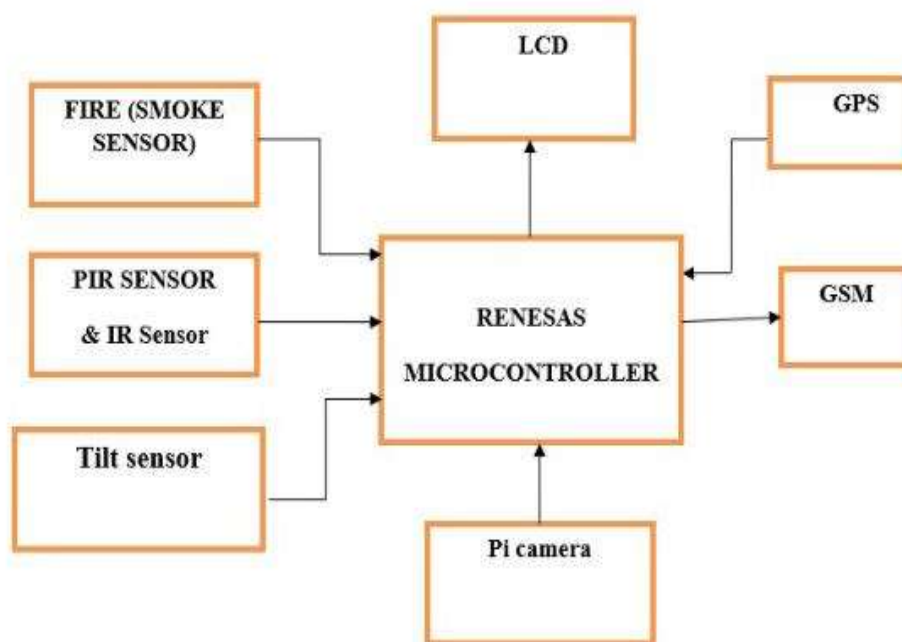 LCD
FIRE (SMOKE
SENSOR)
GPS
PIR SENSOR
& IR Sensor
RENESAS
MICROCONTROLLER
GSM
Tilt sensor
Pi camera